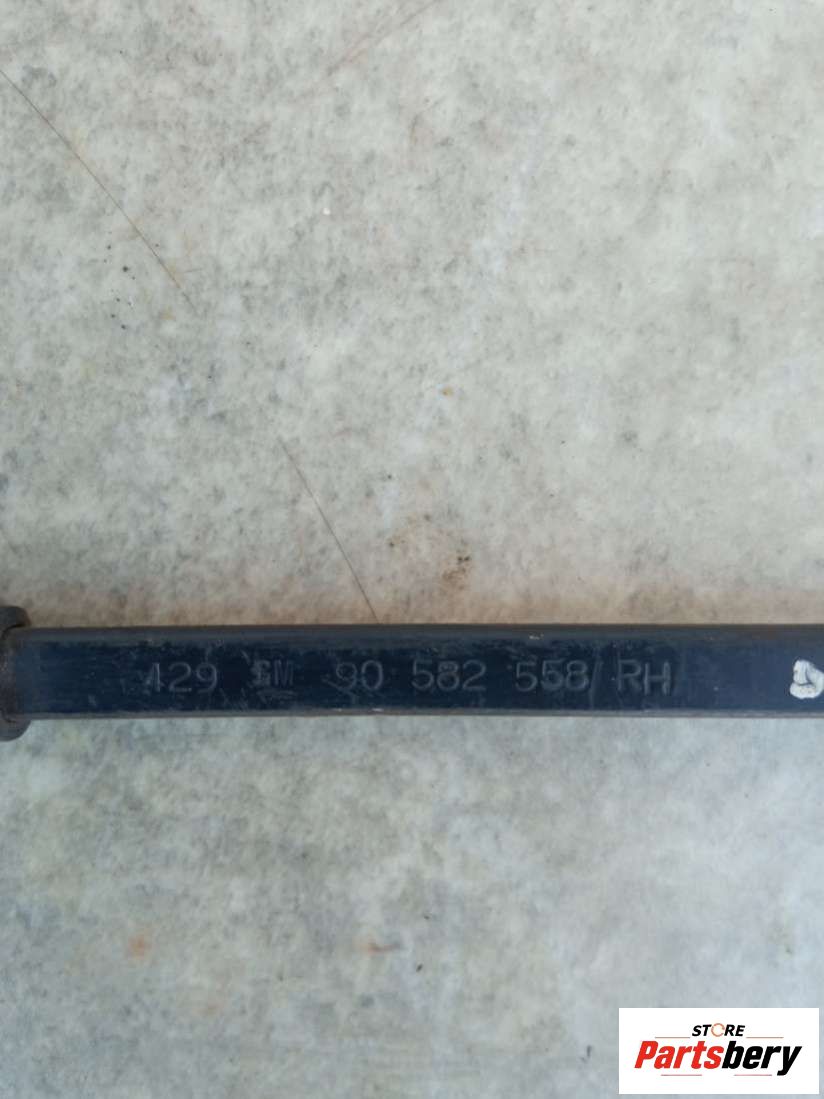 429 GM 90 582 558 RH
STORE
Partsbery